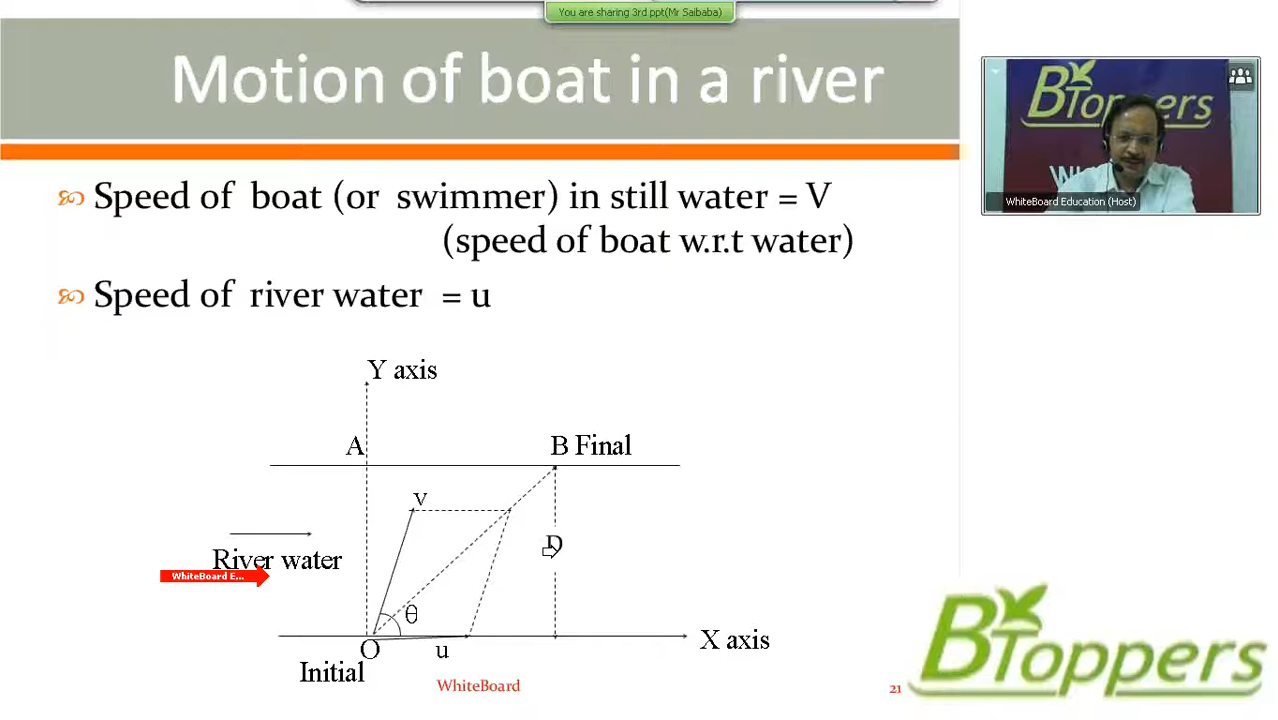 You are sharing 3rd ppt(Mr Saibaba)
Motion of boat in a river
Speed of boat (or swimmer) in still water = V
(speed of boat w.r.t water)
Speed of river water = u
Y axis
A
B Final
v
D
River water
WhiteBoard E...
θ
O
u
X axis
Initial
WhiteBoard
21
BToppers
BToppers
WhiteBoard Education (Host)